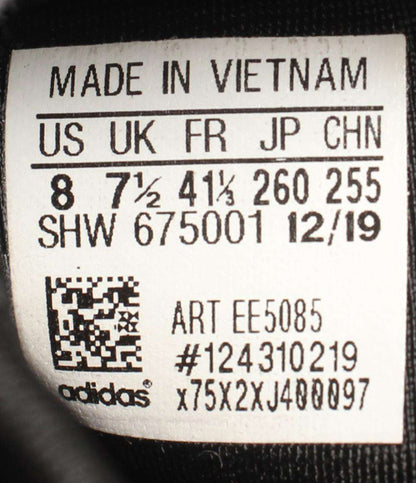 MADE IN VIETNAM
US UK FR JP CHN
8 7½ 41⅓ 260 255
SHW 675001 12/19
ART EE5085
#124310219
adidas® x75X2XJ400097